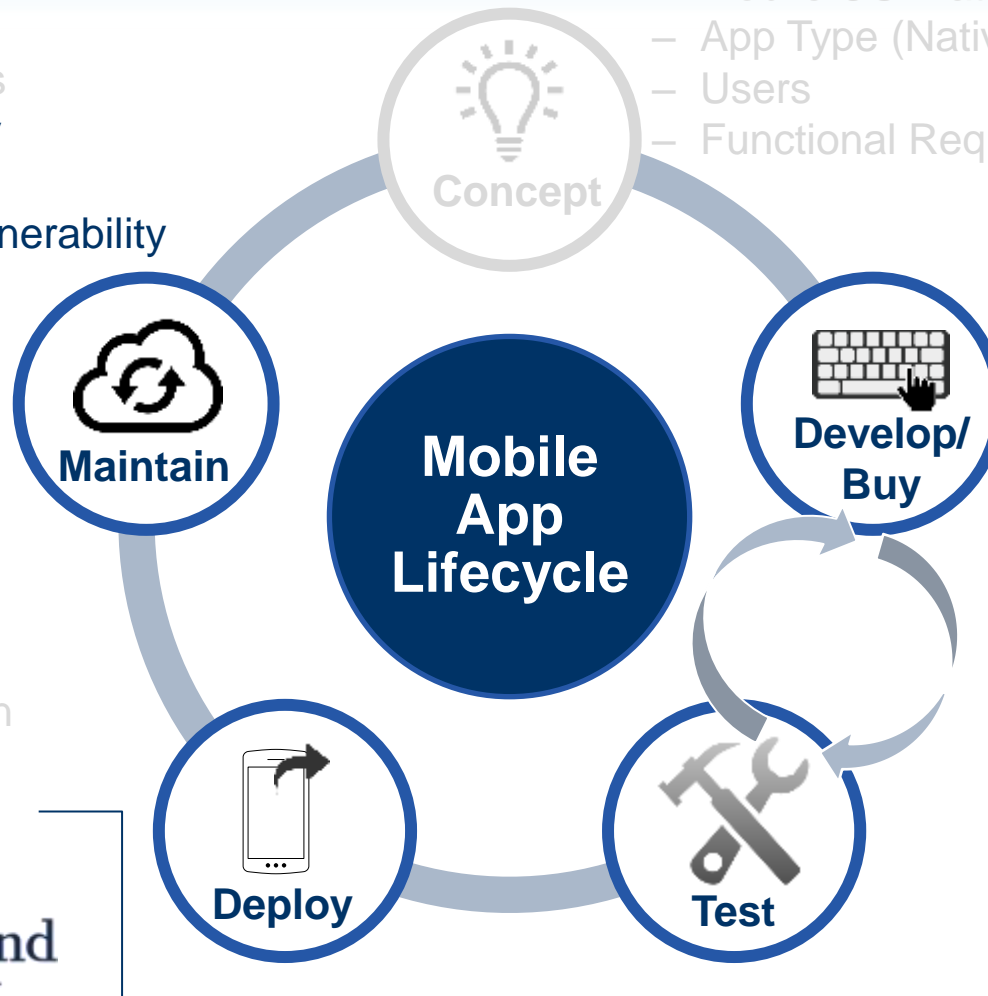 – App Type (Nativ
– Users
– Functional Req
Concept
nerability
Maintain
Develop/
Buy
Mobile
App
Lifecycle
Deploy
Test
nd